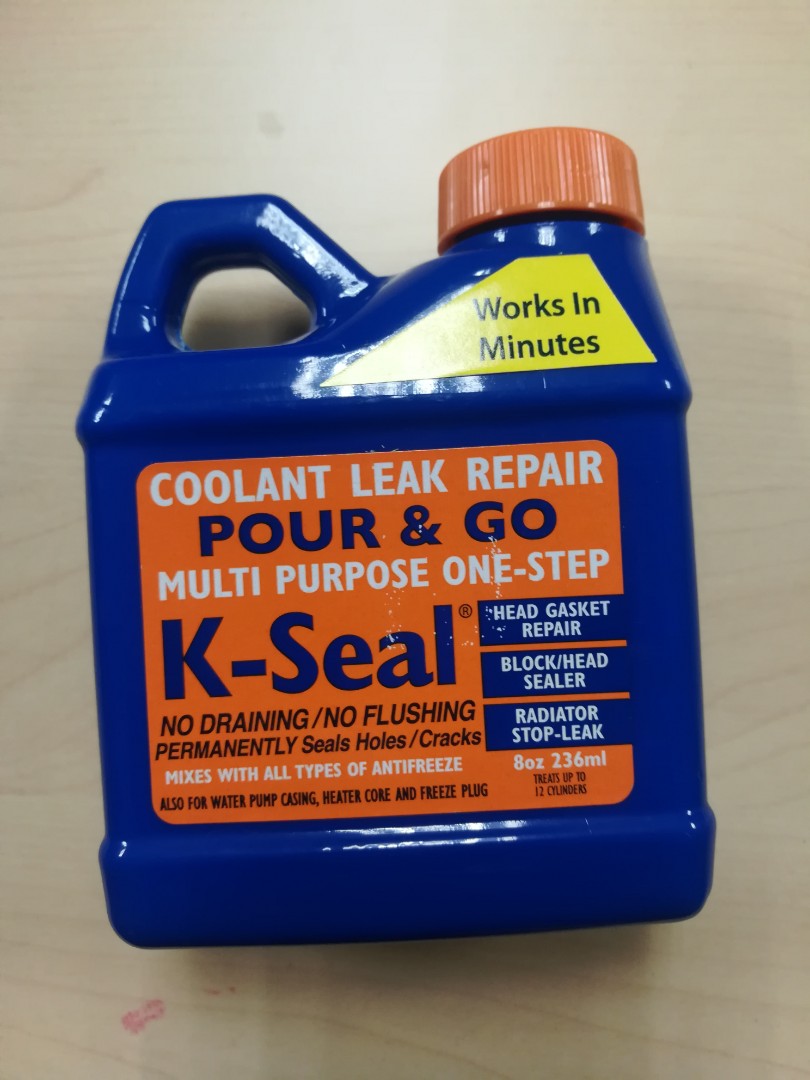 Works In
Minutes
COOLANT LEAK REPAIR
POUR & GO
MULTI PURPOSE ONE-STEP
K-Seal®
HEAD GASKET
REPAIR
BLOCK/HEAD
SEALER
RADIATOR
STOP-LEAK
NO DRAINING/NO FLUSHING
PERMANENTLY Seals Holes/Cracks
MIXES WITH ALL TYPES OF ANTIFREEZE
ALSO FOR WATER PUMP CASING, HEATER CORE AND FREEZE PLUG
8oz 236ml
TREATS UP TO
12 CYLINDERS